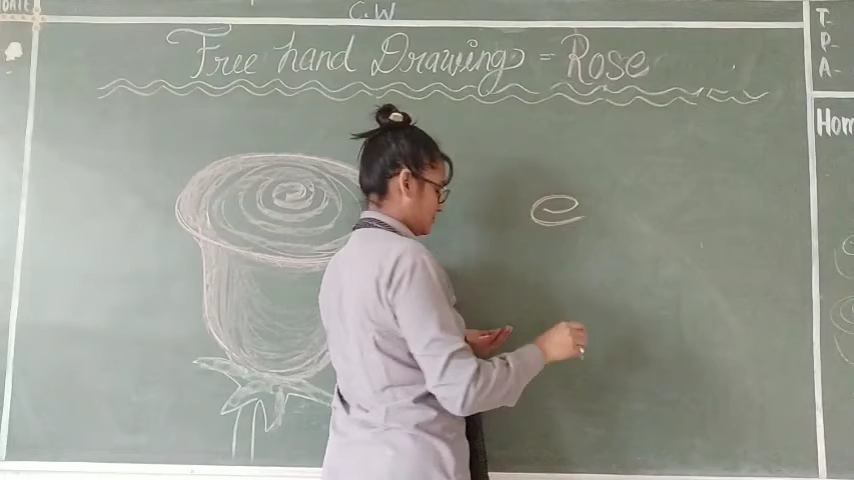 DATE
C.W
Free hand Drawing = Rose
T-
P-
A-
Hom
e